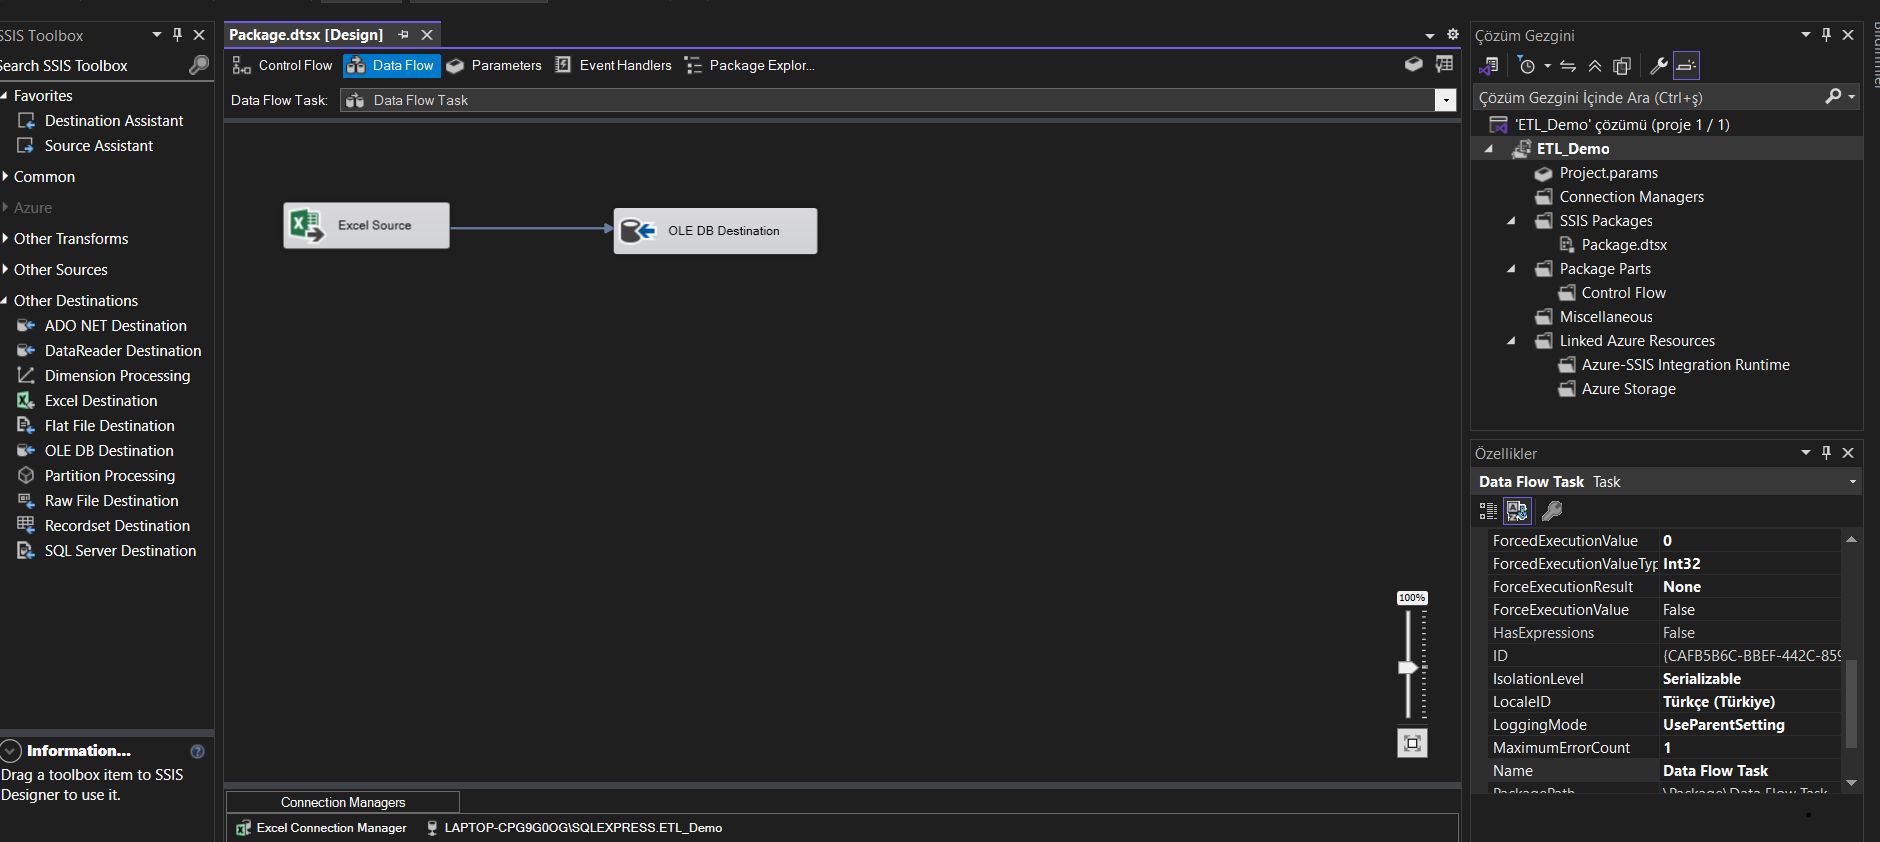 SSIS Toolbox
Search SSIS Toolbox
Favorites
Destination Assistant
Source Assistant
Common
Azure
Other Transforms
Other Sources
Other Destinations
ADO NET Destination
DataReader Destination
Dimension Processing
Excel Destination
Flat File Destination
OLE DB Destination
Partition Processing
Raw File Destination
Recordset Destination
SQL Server Destination
Information...
Drag a toolbox item to SSIS
Designer to use it.
Package.dtsx [Design]
Control Flow
Data Flow
Parameters
Event Handlers
Package Explor...
Data Flow Task:
Data Flow Task
Excel Source
OLE DB Destination
100%
Connection Managers
Excel Connection Manager
LAPTOP-CPG9G0OG\SQLEXPRESS.ETL_Demo
Çözüm Gezgini
Çözüm Gezgini İçinde Ara (Ctrl+ş)
'ETL_Demo' çözümü (proje 1 / 1)
ETL_Demo
Project.params
Connection Managers
SSIS Packages
Package.dtsx
Package Parts
Control Flow
Miscellaneous
Linked Azure Resources
Azure-SSIS Integration Runtime
Azure Storage
Özellikler
Data Flow Task Task
ForcedExecutionValue 0
ForcedExecutionValueTyp Int32
ForceExecutionResult None
ForceExecutionValue False
HasExpressions False
ID {CAFB5B6C-BBEF-442C-859
IsolationLevel Serializable
LocaleID Türkçe (Türkiye)
LoggingMode UseParentSetting
MaximumErrorCount 1
Name Data Flow Task
PackagePath \Package\Data Flow Task